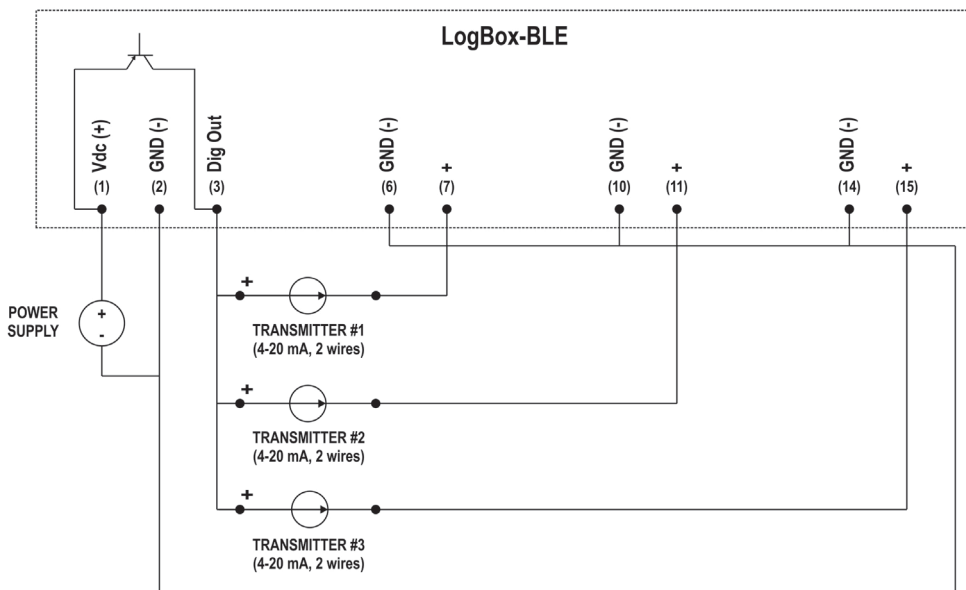 LogBox-BLE
Vdc (+)
(1)
GND (-)
(2)
Dig Out
(3)
GND (-)
(6)
+
(7)
GND (-)
(10)
+
(11)
GND (-)
(14)
+
(15)
POWER
SUPPLY
+
-
+
TRANSMITTER #1
(4-20 mA, 2 wires)
+
TRANSMITTER #2
(4-20 mA, 2 wires)
+
TRANSMITTER #3
(4-20 mA, 2 wires)